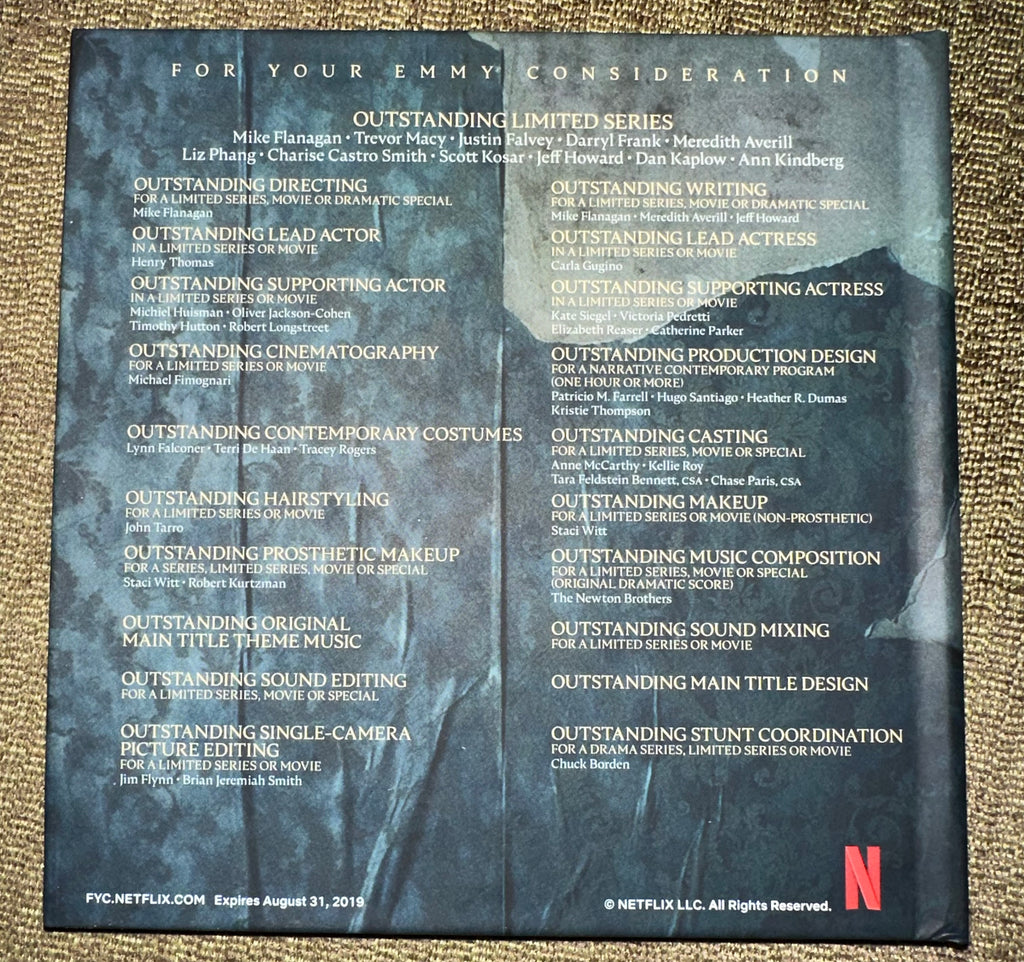 FOR YOUR EMMY CONSIDERATION
OUTSTANDING LIMITED SERIES
Mike Flanagan • Trevor Macy • Justin Falvey • Darryl Frank • Meredith Averill
Liz Phang • Charise Castro Smith • Scott Kosar • Jeff Howard • Dan Kaplow • Ann Kindberg
OUTSTANDING DIRECTING
FOR A LIMITED SERIES, MOVIE OR DRAMATIC SPECIAL
Mike Flanagan
OUTSTANDING LEAD ACTOR
IN A LIMITED SERIES OR MOVIE
Henry Thomas
OUTSTANDING SUPPORTING ACTOR
IN A LIMITED SERIES OR MOVIE
Michiel Huisman • Oliver Jackson-Cohen
Timothy Hutton • Robert Longstreet
OUTSTANDING CINEMATOGRAPHY
FOR A LIMITED SERIES OR MOVIE
Michael Fimognari
OUTSTANDING CONTEMPORARY COSTUMES
Lynn Falconer • Terri De Haan • Tracey Rogers
OUTSTANDING HAIRSTYLING
FOR A LIMITED SERIES OR MOVIE
John Tarro
OUTSTANDING PROSTHETIC MAKEUP
FOR A SERIES, LIMITED SERIES, MOVIE OR SPECIAL
Staci Witt • Robert Kurtzman
OUTSTANDING ORIGINAL
MAIN TITLE THEME MUSIC
OUTSTANDING SOUND EDITING
FOR A LIMITED SERIES, MOVIE OR SPECIAL
OUTSTANDING SINGLE-CAMERA
PICTURE EDITING
FOR A LIMITED SERIES OR MOVIE
Jim Flynn • Brian Jeremiah Smith
OUTSTANDING WRITING
FOR A LIMITED SERIES, MOVIE OR DRAMATIC SPECIAL
Mike Flanagan • Meredith Averill • Jeff Howard
OUTSTANDING LEAD ACTRESS
IN A LIMITED SERIES OR MOVIE
Carla Gugino
OUTSTANDING SUPPORTING ACTRESS
IN A LIMITED SERIES OR MOVIE
Kate Siegel • Victoria Pedretti
Elizabeth Reaser • Catherine Parker
OUTSTANDING PRODUCTION DESIGN
FOR A NARRATIVE CONTEMPORARY PROGRAM
(ONE HOUR OR MORE)
Patricio M. Farrell • Hugo Santiago • Heather R. Dumas
Kristie Thompson
OUTSTANDING CASTING
FOR A LIMITED SERIES, MOVIE OR SPECIAL
Anne McCarthy • Kellie Roy
Tara Feldstein Bennett, CSA • Chase Paris, CSA
OUTSTANDING MAKEUP
FOR A LIMITED SERIES OR MOVIE (NON-PROSTHETIC)
Staci Witt
OUTSTANDING MUSIC COMPOSITION
FOR A LIMITED SERIES, MOVIE OR SPECIAL
(ORIGINAL DRAMATIC SCORE)
The Newton Brothers
OUTSTANDING SOUND MIXING
FOR A LIMITED SERIES OR MOVIE
OUTSTANDING MAIN TITLE DESIGN
OUTSTANDING STUNT COORDINATION
FOR A DRAMA SERIES, LIMITED SERIES OR MOVIE
Chuck Borden
FYC.NETFLIX.COM Expires August 31, 2019
© NETFLIX LLC. All Rights Reserved.
N